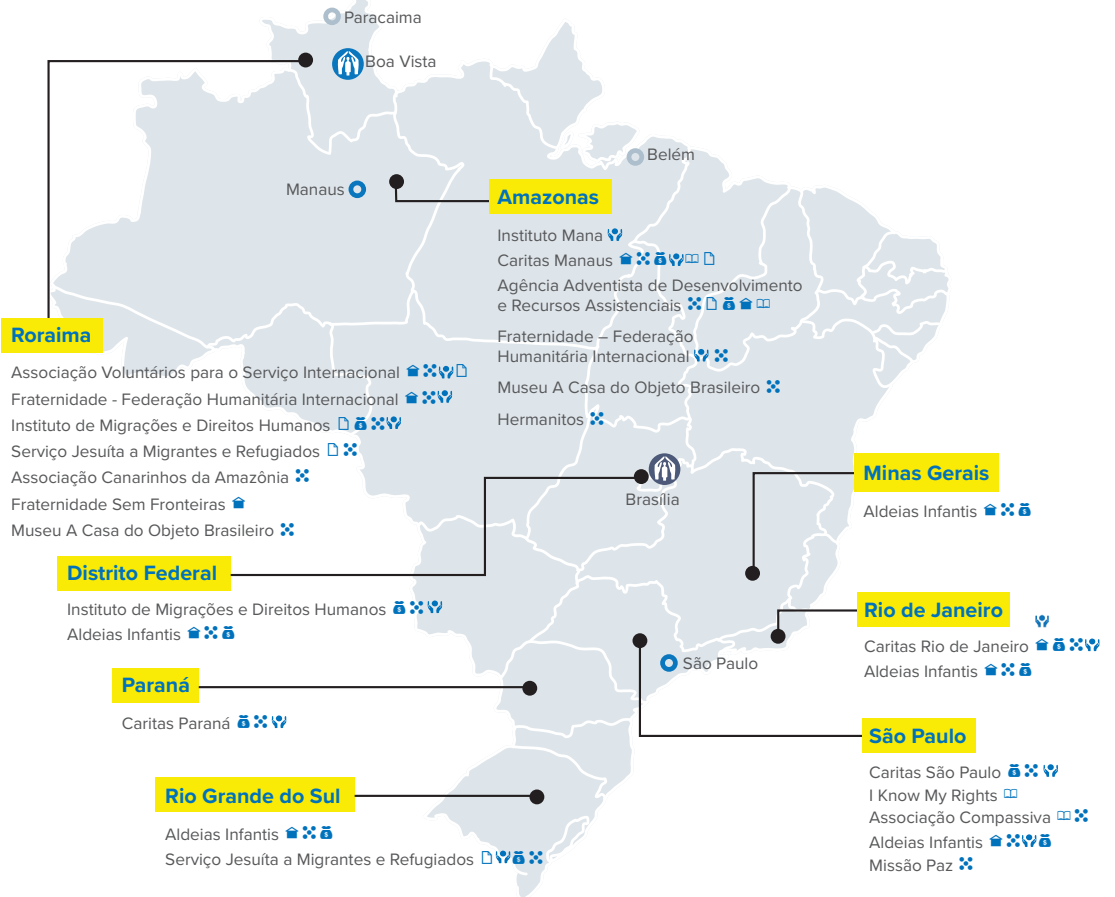 Paracaima
Boa Vista
Belém
Manaus
Amazonas
Instituto Mana
Caritas Manaus
Agência Adventista de Desenvolvimento
e Recursos Assistenciais
Fraternidade – Federação
Humanitária Internacional
Museu A Casa do Objeto Brasileiro
Hermanitos
Roraima
Associação Voluntários para o Serviço Internacional
Fraternidade - Federação Humanitária Internacional
Instituto de Migrações e Direitos Humanos
Serviço Jesuíta a Migrantes e Refugiados
Associação Canarinhos da Amazônia
Fraternidade Sem Fronteiras
Museu A Casa do Objeto Brasileiro
Brasília
Minas Gerais
Aldeias Infantis
Distrito Federal
Instituto de Migrações e Direitos Humanos
Aldeias Infantis
Rio de Janeiro
Caritas Rio de Janeiro
Aldeias Infantis
São Paulo
Paraná
Caritas Paraná
São Paulo
Caritas São Paulo
I Know My Rights
Associação Compassiva
Aldeias Infantis
Missão Paz
Rio Grande do Sul
Aldeias Infantis
Serviço Jesuíta a Migrantes e Refugiados